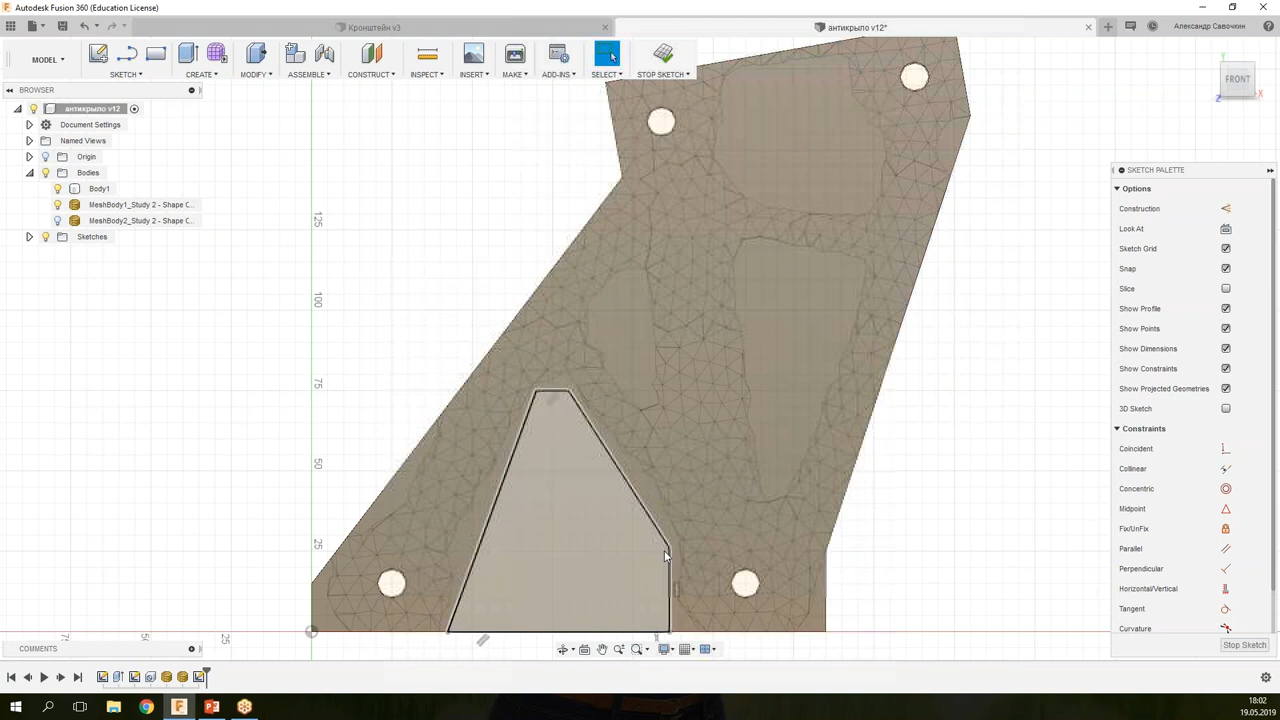 Autodesk Fusion 360 (Education License)
Кронштейн v3
антикрыло v12*
Александр Савочкин
MODEL
SKETCH
CREATE
MODIFY
ASSEMBLE
CONSTRUCT
INSPECT
INSERT
MAKE
ADD-INS
SELECT
STOP SKETCH
BROWSER
антикрыло v12
Document Settings
Named Views
Origin
Bodies
Body1
MeshBody1_Study 2 - Shape C...
MeshBody2_Study 2 - Shape C...
Sketches
FRONT
Y
Z
X
SKETCH PALETTE
Options
Construction
Look At
Sketch Grid
Snap
Slice
Show Profile
Show Points
Show Dimensions
Show Constraints
Show Projected Geometries
3D Sketch
Constraints
Coincident
Collinear
Concentric
Midpoint
Fix/UnFix
Parallel
Perpendicular
Horizontal/Vertical
Tangent
Curvature
Stop Sketch
125
100
75
50
25
75
50
25
COMMENTS
18:02
19.05.2019